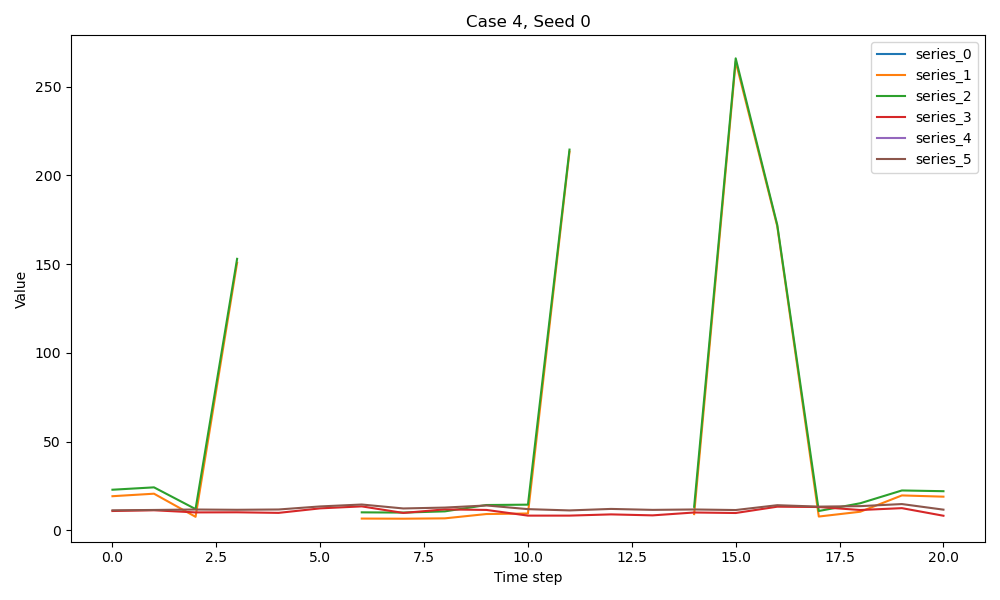 Case 4, Seed 0
Value
250
200
150
100
50
0
0.0 2.5 5.0 7.5 10.0 12.5 15.0 17.5 20.0
Time step
series_0
series_1
series_2
series_3
series_4
series_5